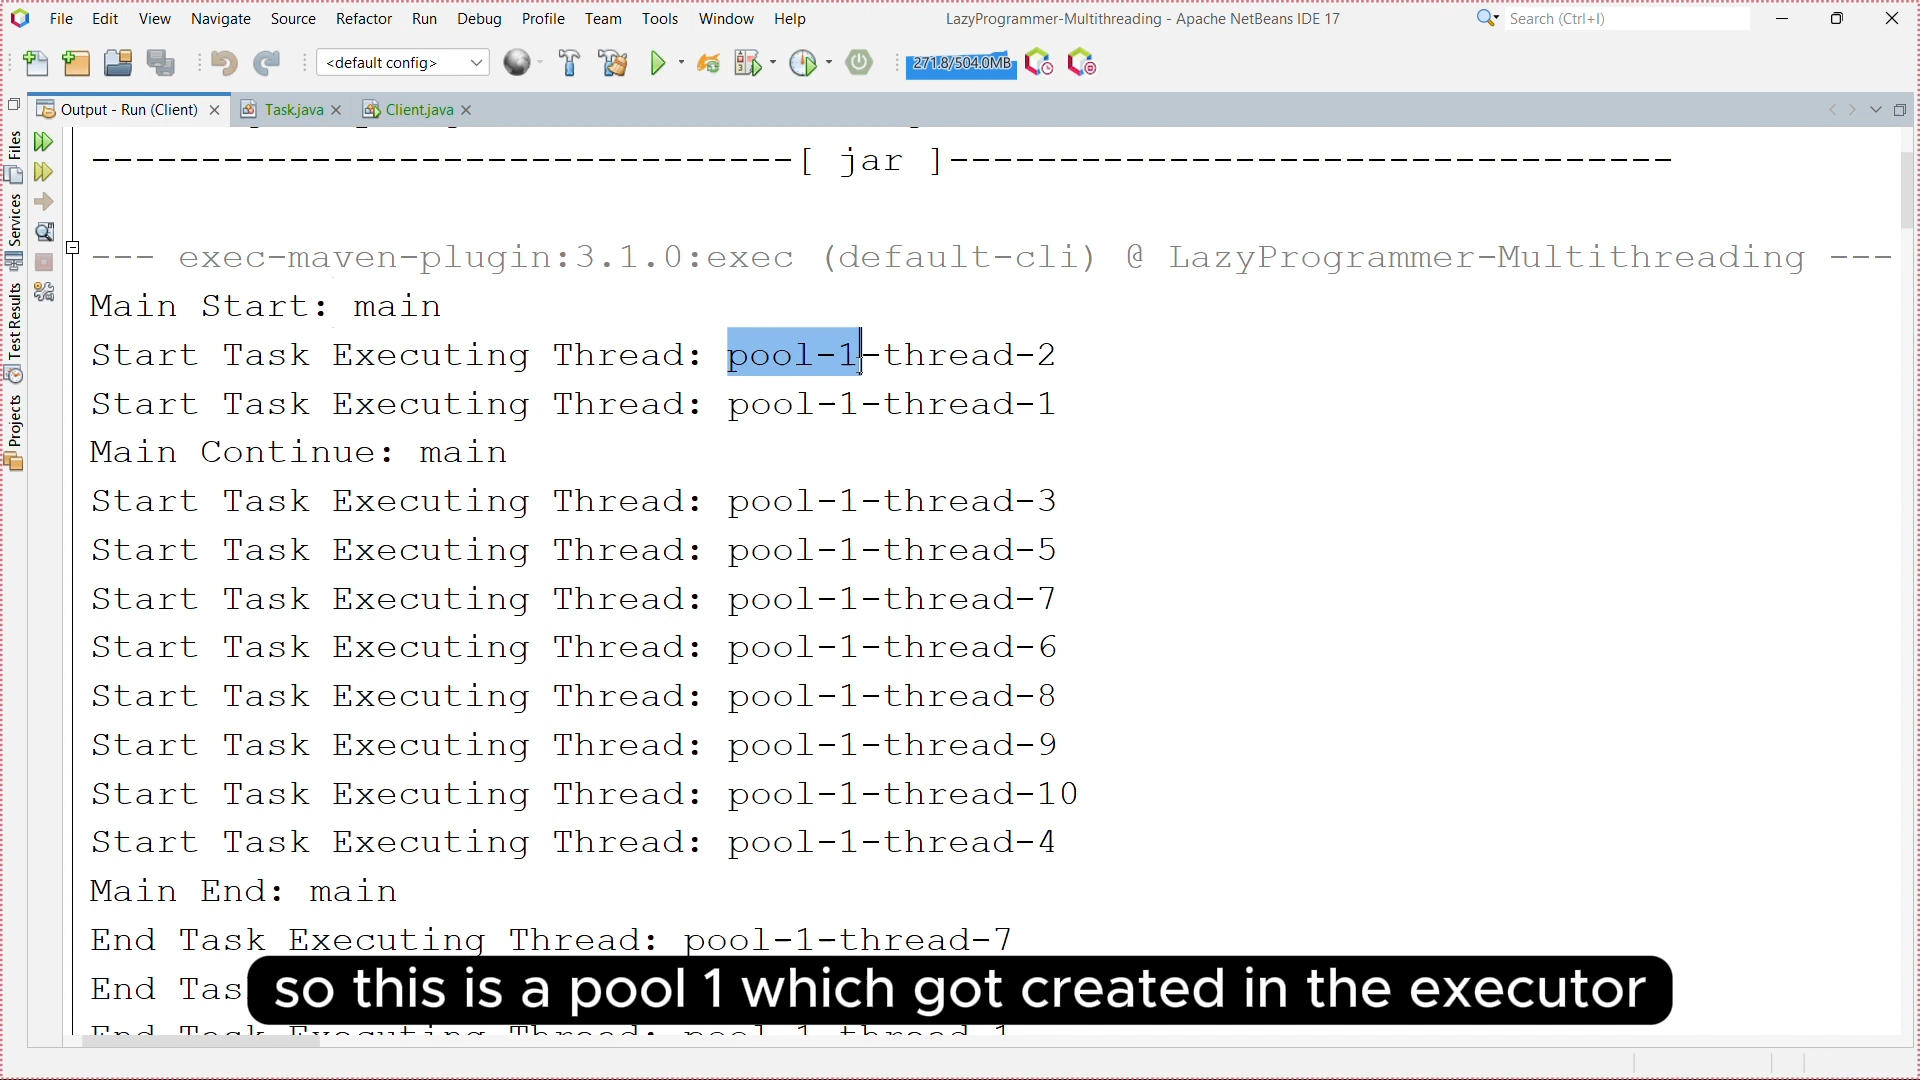 File Edit View Navigate Source Refactor Run Debug Profile Team Tools Window Help
LazyProgrammer-Multithreading - Apache NetBeans IDE 17
Search (Ctrl+I)
<default config>
271.8/504.0MB
Output - Run (Client)
Task.java
Client.java
Files
Services
Test Results
Projects
--------------------------------[ jar ]---------------------------------
--- exec-maven-plugin:3.1.0:exec (default-cli) @ LazyProgrammer-Multithreading ---
Main Start: main
Start Task Executing Thread: pool-1-thread-2
Start Task Executing Thread: pool-1-thread-1
Main Continue: main
Start Task Executing Thread: pool-1-thread-3
Start Task Executing Thread: pool-1-thread-5
Start Task Executing Thread: pool-1-thread-7
Start Task Executing Thread: pool-1-thread-6
Start Task Executing Thread: pool-1-thread-8
Start Task Executing Thread: pool-1-thread-9
Start Task Executing Thread: pool-1-thread-10
Start Task Executing Thread: pool-1-thread-4
Main End: main
End Task Executing Thread: pool-1-thread-7
End Tas
so this is a pool 1 which got created in the executor
End Task Executing Thread: pool-1-thread-1